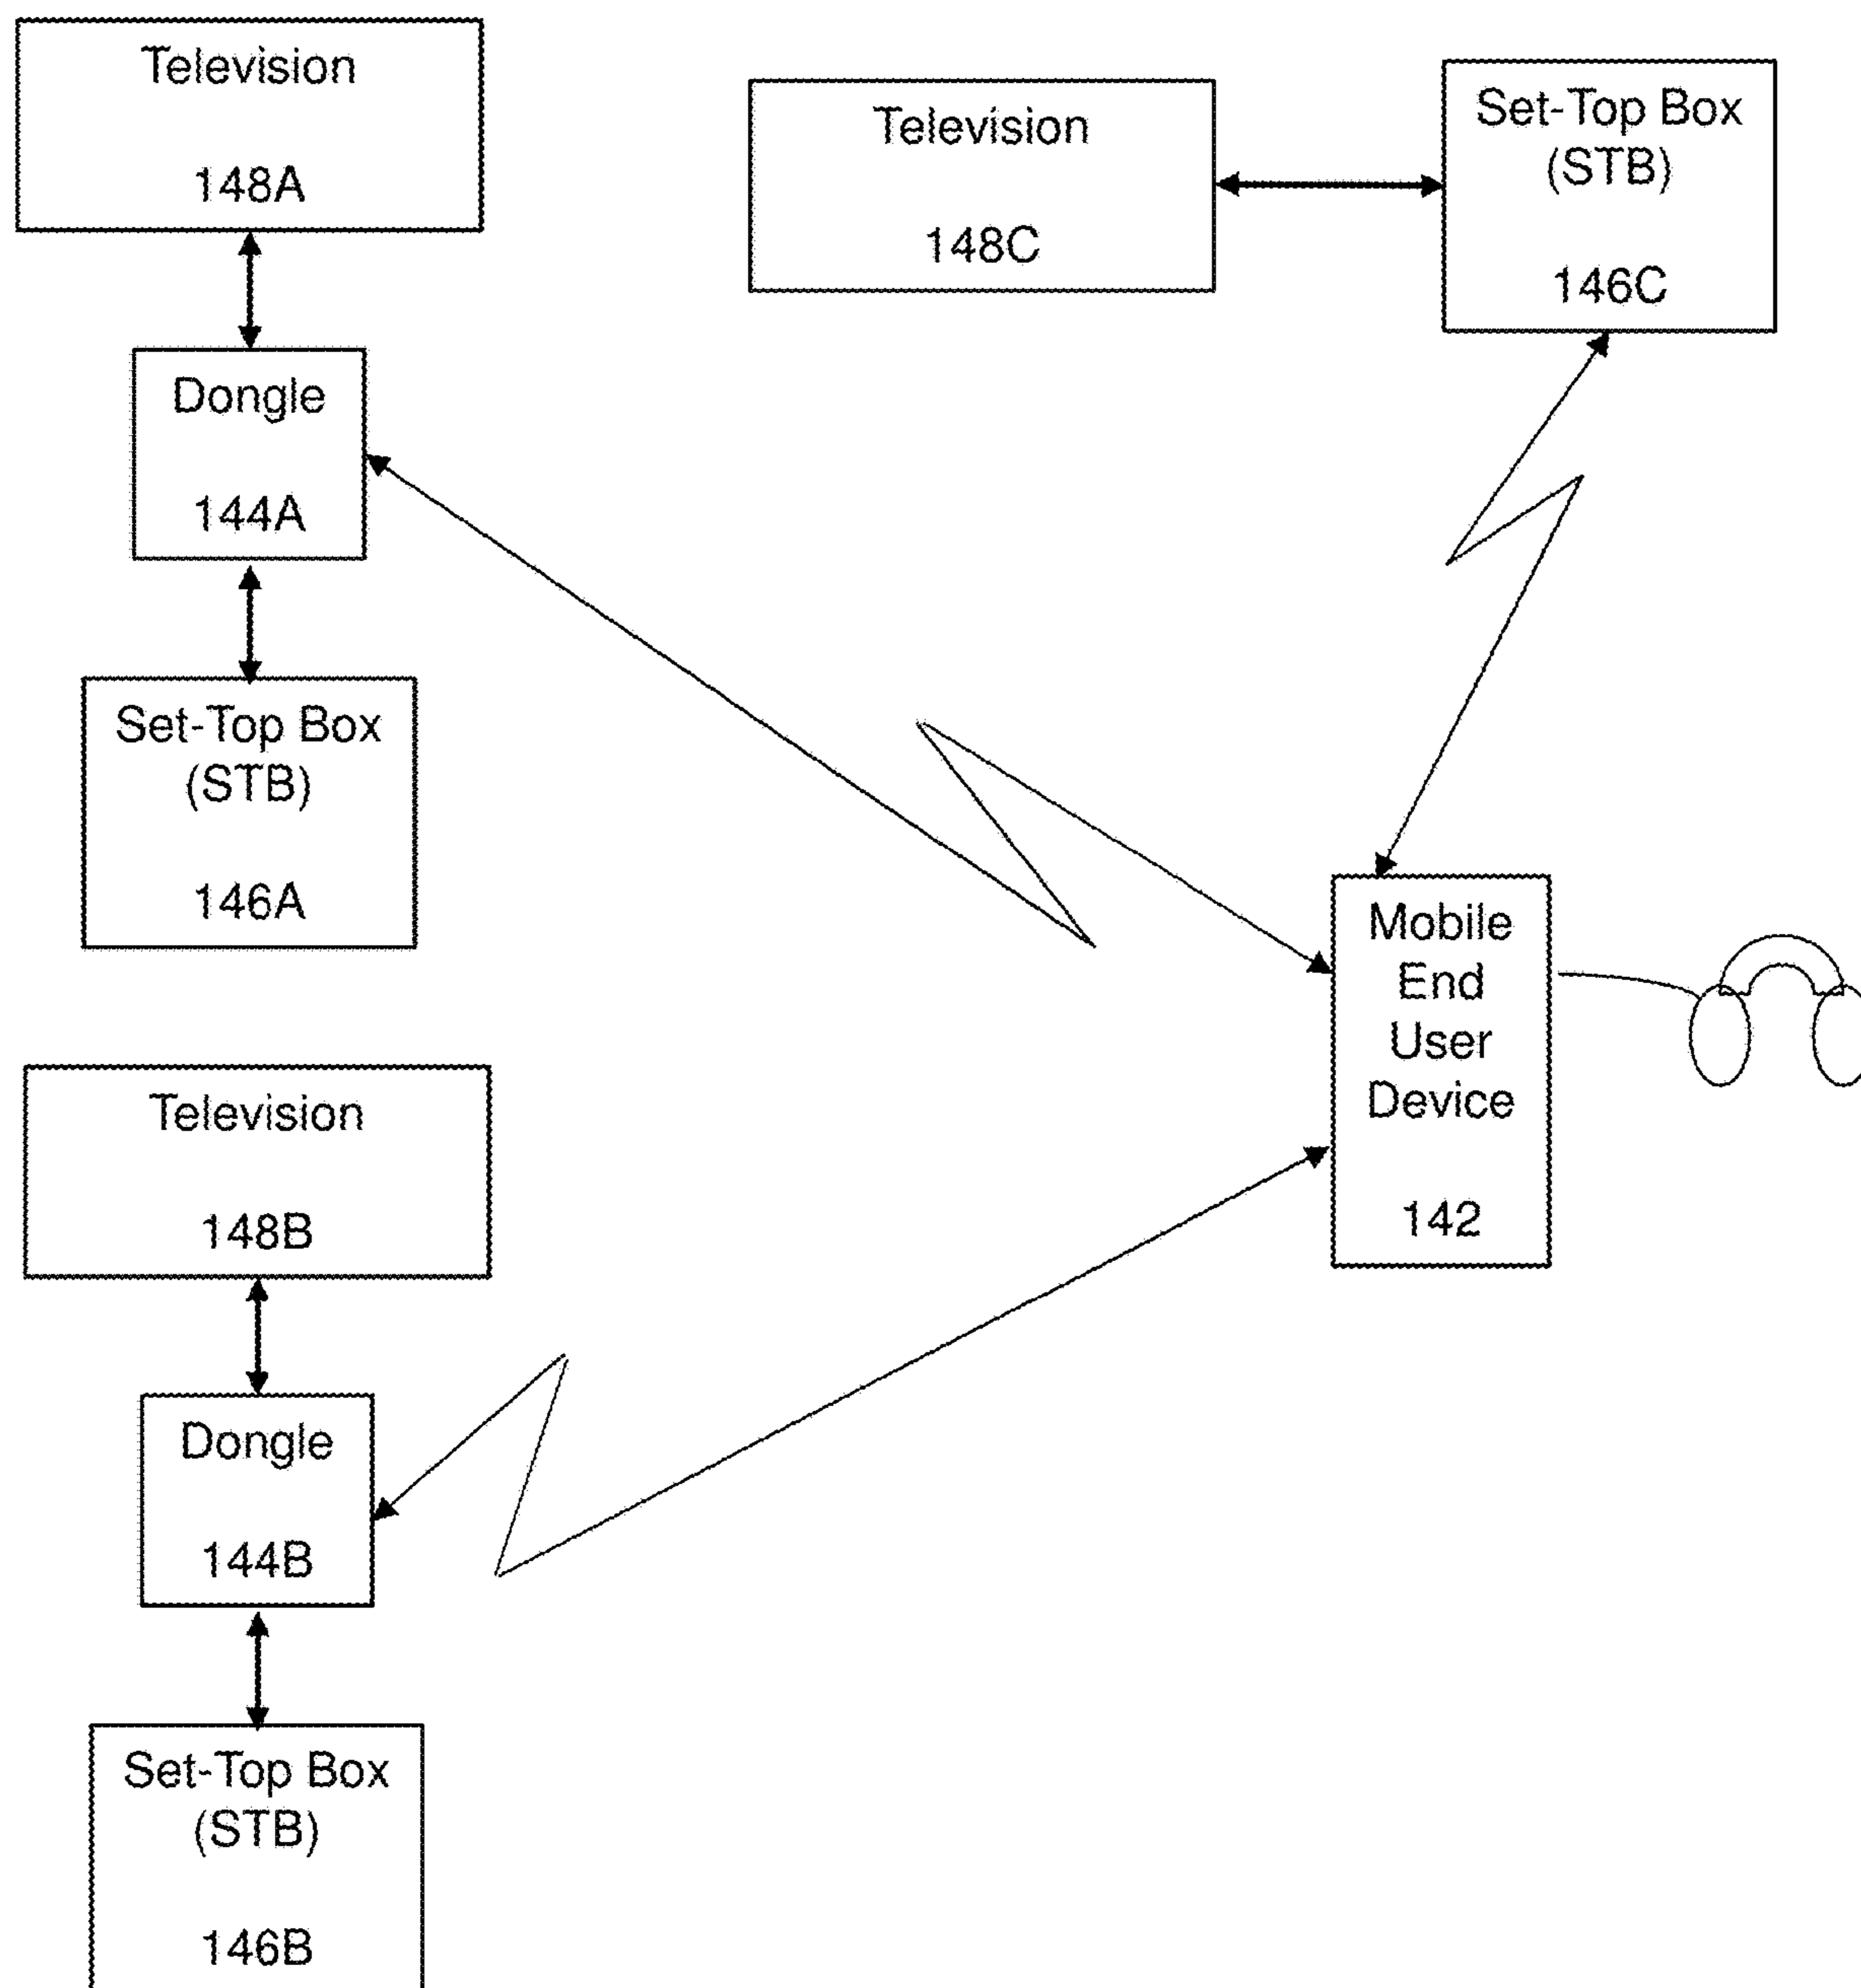 Television
148A
Television
148C
Set-Top Box
(STB)
146C
Dongle
144A
Set-Top Box
(STB)
146A
Mobile
End
User
Device
142
Television
148B
Dongle
144B
Set-Top Box
(STB)
146B